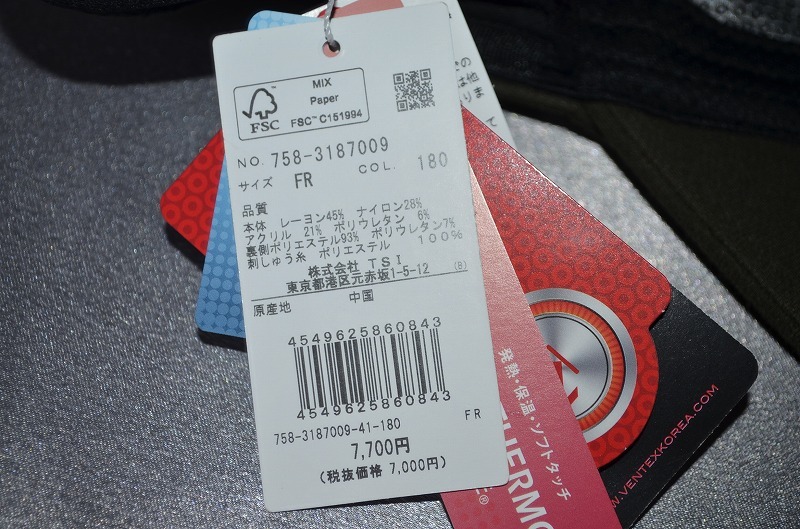 MIX
Paper
FSC™ C151994
FSC
NO. 758-3187009
COL. 180
サイズ FR
品質
本体 レーヨン45% ナイロン28%
アクリル 21% ポリウレタン 6%
裏側ポリエステル93% ポリウレタン7%
刺しゅう糸 ポリエステル 100%
株式会社 TSI
東京都港区元赤坂1-5-12 (8)
原産地 中国
4549625860843
4549625860843
758-3187009-41-180 FR
7,700円
(税抜価格 7,000円)
発熱・保温・ソフトタッチ
HERMO
WWW.VENTEXKOREA.COM